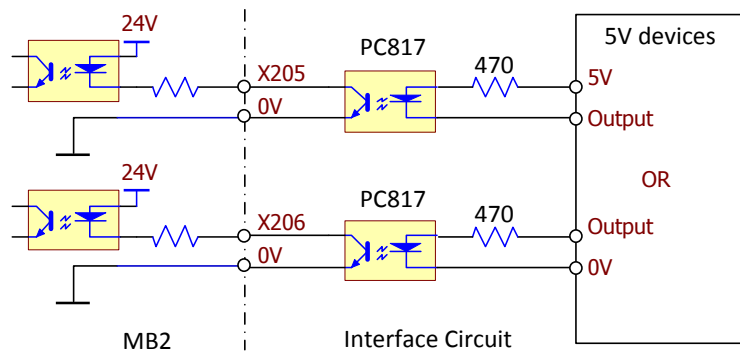 24V
X205
0V
PC817
470
5V devices
5V
Output
OR
24V
X206
0V
PC817
470
Output
0V
MB2
Interface Circuit